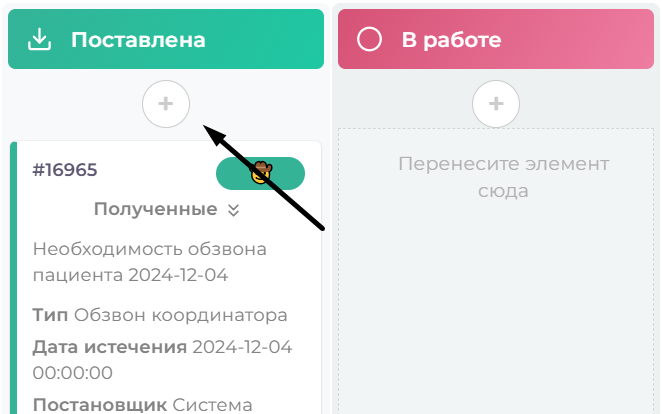 Поставлена
В работе
#16965
Полученные
Необходимость обзвона
пациента 2024-12-04
Тип Обзвон координатора
Дата истечения 2024-12-04
00:00:00
Постановщик Система
Перенесите элемент
сюда